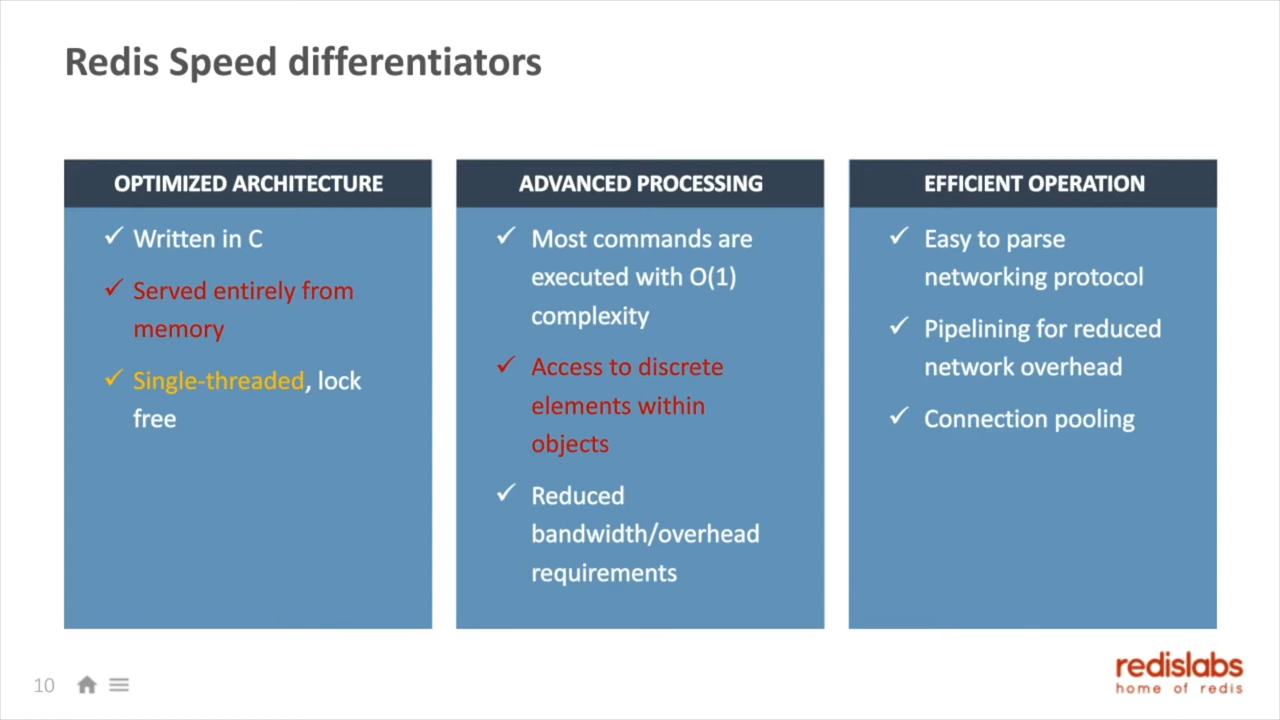 Redis Speed differentiators
OPTIMIZED ARCHITECTURE
Written in C
Served entirely from
memory
Single-threaded, lock
free
ADVANCED PROCESSING
Most commands are
executed with O(1)
complexity
Access to discrete
elements within
objects
Reduced
bandwidth/overhead
requirements
EFFICIENT OPERATION
Easy to parse
networking protocol
Pipelining for reduced
network overhead
Connection pooling
10
redislabs
home of redis